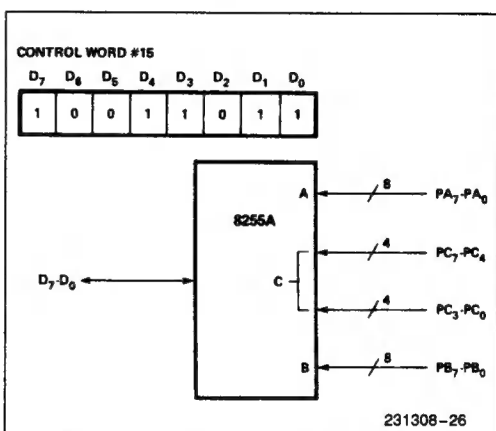 CONTROL WORD #15
D7 D6 D5 D4 D3 D2 D1 D0
1 0 0 1 1 0 1 1
8255A
A
8
PA7-PA0
4
PC7-PC4
D7-D0
C
4
PC3-PC0
B
8
PB7-PB0
231308-26